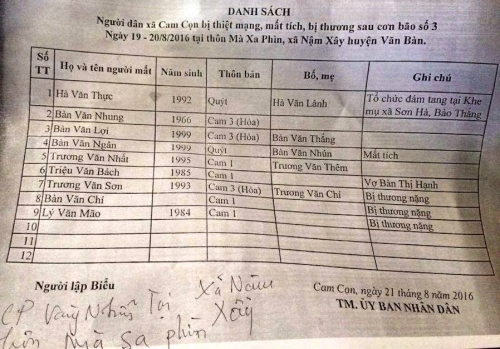 DANH SÁCH
Người dân xã Cam Cọn bị thiệt mạng, mất tích, bị thương sau cơn bão số 3
Ngày 19 - 20/8/2016 tại thôn Mà Xa Phìn, xã Nậm Xây huyện Văn Bàn.
Số TT Họ và tên người mất Năm sinh Thôn bản Bố, mẹ Ghi chú
1 Hà Văn Thực 1992 Quýt Hà Văn Lành Tổ chức đám tang tại Khe mụ xã Sơn Hà, Bảo Thắng
2 Bàn Văn Nhung 1966 Cam 3 (Hòa)
3 Bàn Văn Lợi 1999 Cam 3 (Hòa) Bàn Văn Thắng
4 Bàn Văn Ngân 1999 Quýt Bàn Văn Nhún Mất tích
5 Trương Văn Nhất 1995 Cam 1 Trương Văn Thêm
6 Triệu Văn Bách 1985 Cam 1 Vợ Bàn Thị Hạnh
7 Trương Văn Sơn 1993 Cam 3 (Hòa) Trương Văn Chí Bị thương nặng
8 Bàn Văn Chí Cam 1 Bị thương nặng
9 Lý Văn Mão 1984 Cam 1 Bị thương nặng
10
11
12
Người lập Biểu
Cam Cọn, ngày 21 tháng 8 năm 2016
TM. ỦY BAN NHÂN DÂN
CP Vàng Nhấn Tại Xã Nậm Xây
Mà Sa phìn